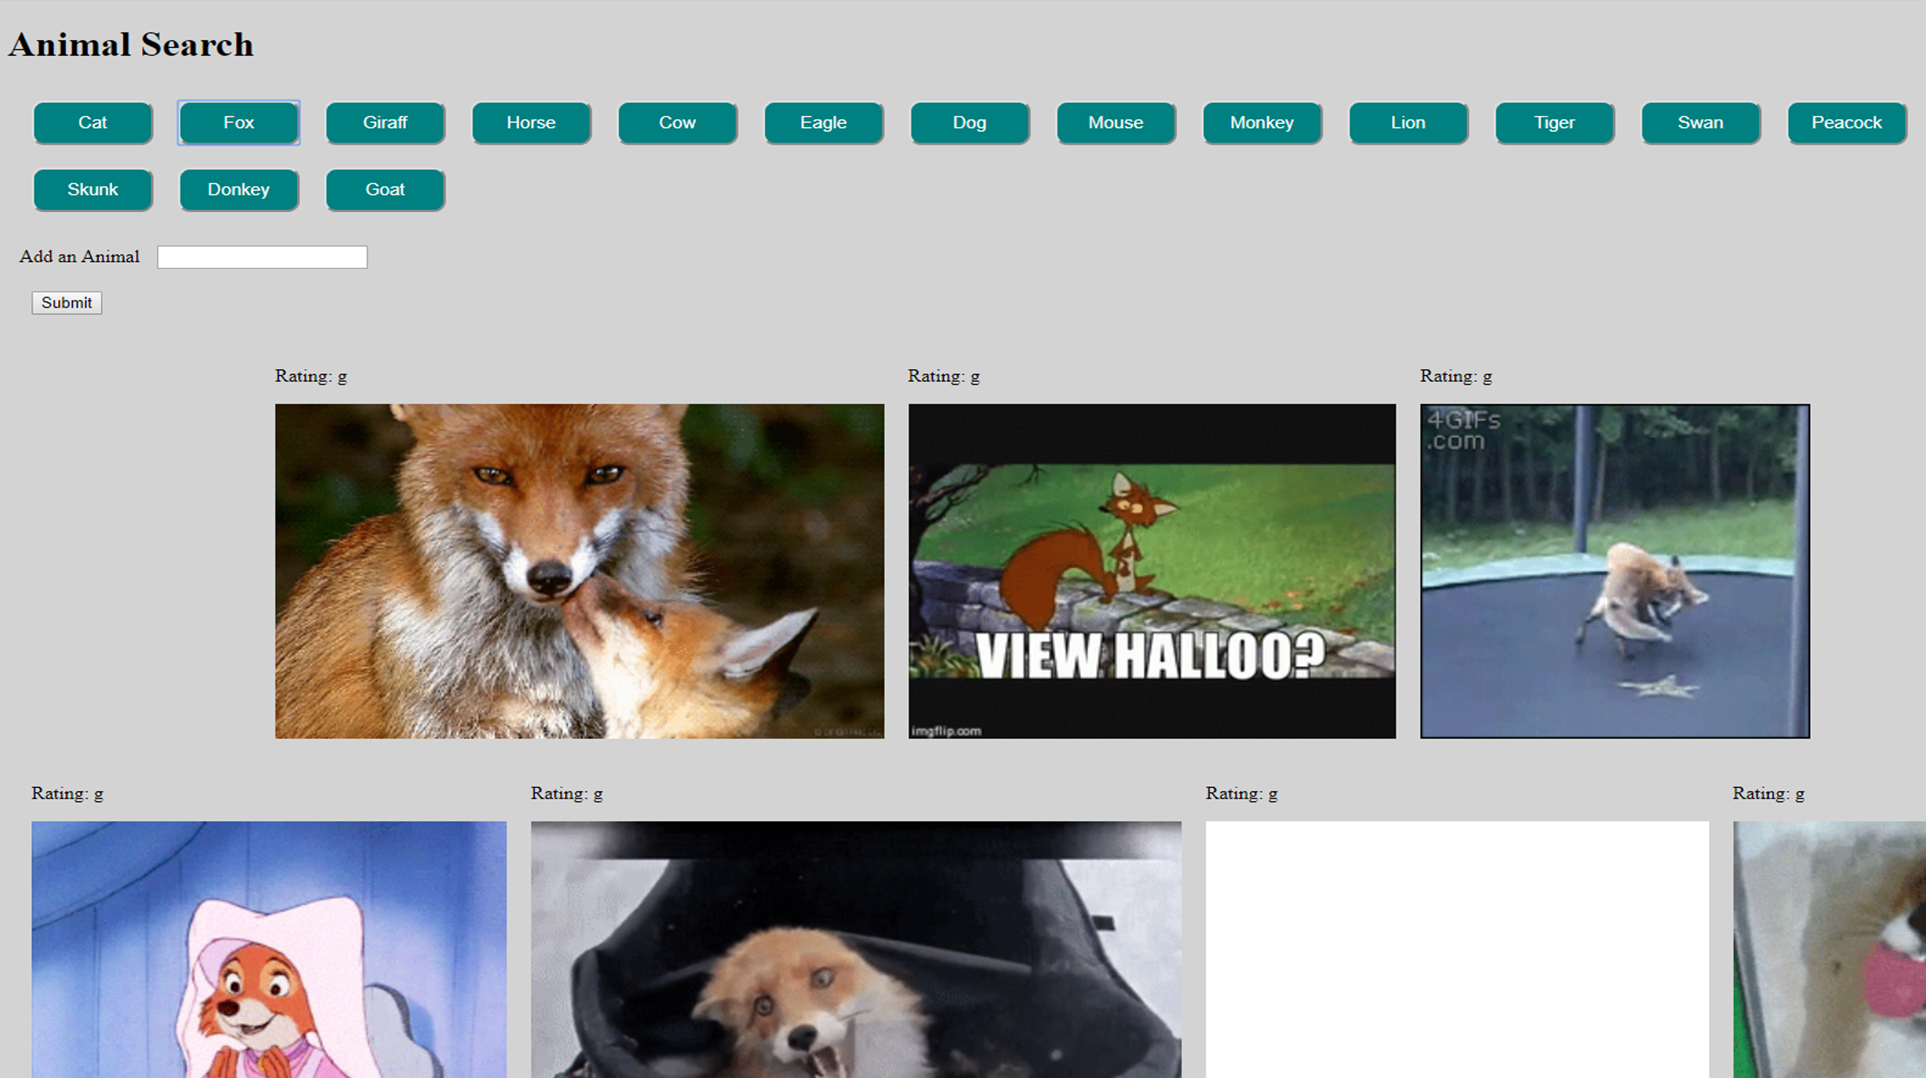 Animal Search
Cat Fox Giraff Horse Cow Eagle Dog Mouse Monkey Lion Tiger Swan Peacock
Skunk Donkey Goat
Add an Animal
Submit
Rating: g Rating: g Rating: g
4GIFs
.com
VIEW HALLOO?
imgflip.com
Rating: g Rating: g Rating: g Rating: g